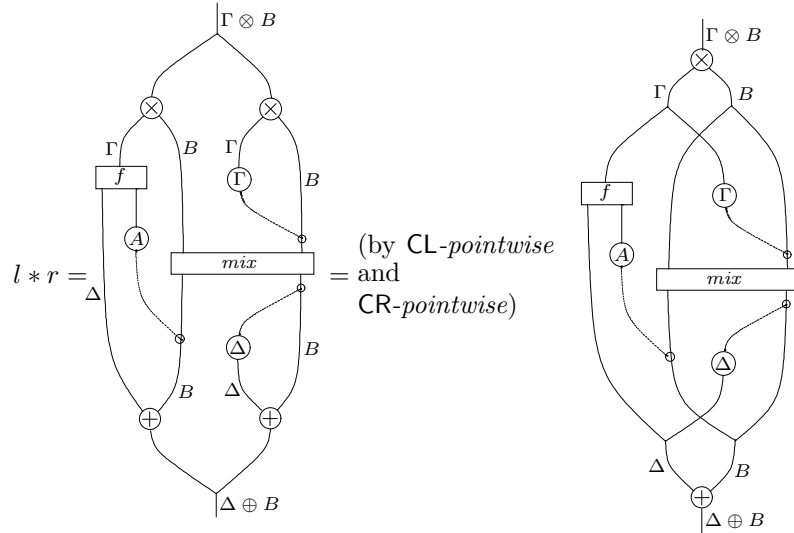 Γ ⊗ B
Γ ⊗ B
× × ×
Γ B Γ B
Γ B
f Γ B
f Γ
A A
mix mix
l ∗ r = Δ = (by CL-pointwise
and
CR-pointwise)
Δ B Δ
B Δ
+ + Δ B
Δ ⊕ B +
Δ ⊕ B